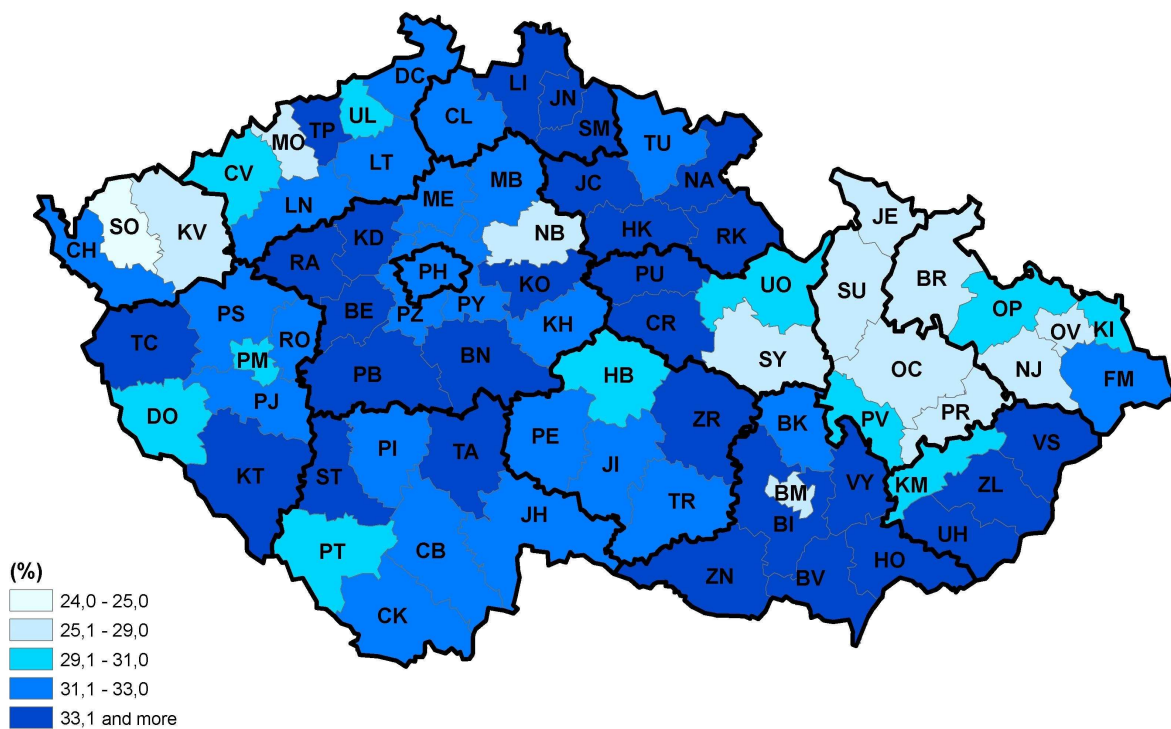 DC
LI
JN
UL
CL
SM
MO
TP
TU
CV
LT
MB
JC
NA
ME
LN
SO
KV
NB
HK
RK
CH
KD
RA
PH
KO
PU
UO
JE
BR
SU
OP
OV
KI
PS
BE
PZ
PY
KH
CR
TC
RO
PM
BN
SY
OC
NJ
FM
PB
HB
DO
PJ
PV
PR
ZR
BK
VS
KT
ST
PI
TA
PE
JI
BM
VY
KM
ZL
TR
BI
JH
UH
PT
CB
HO
ZN
BV
CK
(%)
24,0 - 25,0
25,1 - 29,0
29,1 - 31,0
31,1 - 33,0
33,1 and more